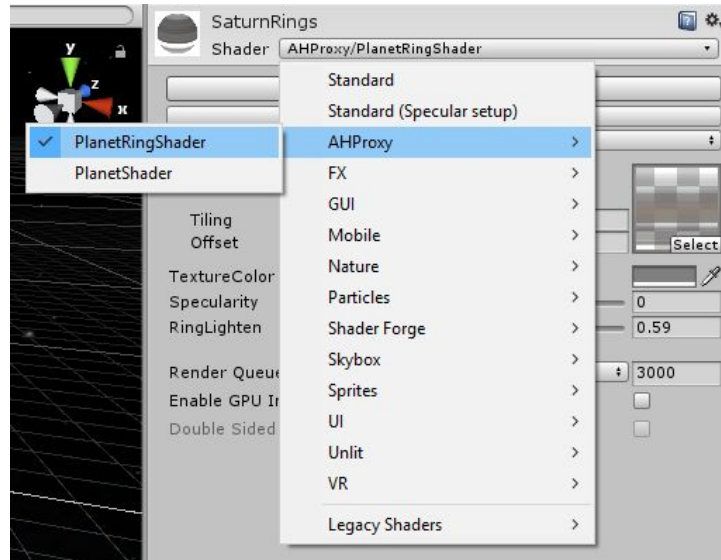 SaturnRings
Shader AHProxy/PlanetRingShader
y
z
x
Standard
Standard (Specular setup)
PlanetRingShader
AHProxy
PlanetShader
FX
GUI
Tiling
Mobile
Offset
Select
Nature
TextureColor
Specularity
Particles
0
RingLighten
Shader Forge
0.59
Skybox
Render Queue
3000
Sprites
Enable GPU In
UI
Double Sided
Unlit
VR
Legacy Shaders